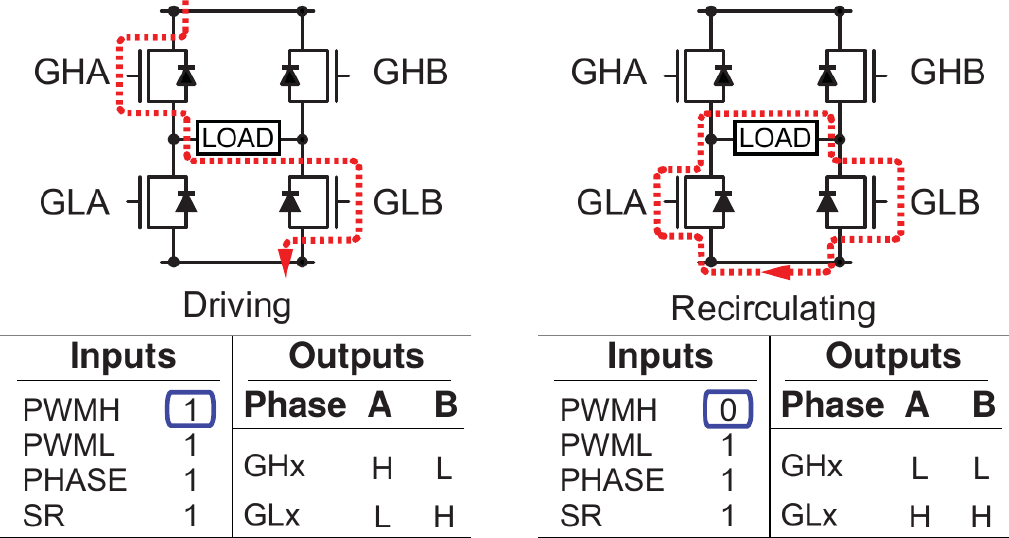 GHA GHB
LOAD
GLA GLB
Driving
Inputs Outputs
PWMH 1 Phase A B
PWML 1
PHASE 1 GHx H L
SR 1 GLx L H
GHA GHB
LOAD
GLA GLB
Recirculating
Inputs Outputs
PWMH 0 Phase A B
PWML 1
PHASE 1 GHx L L
SR 1 GLx H H